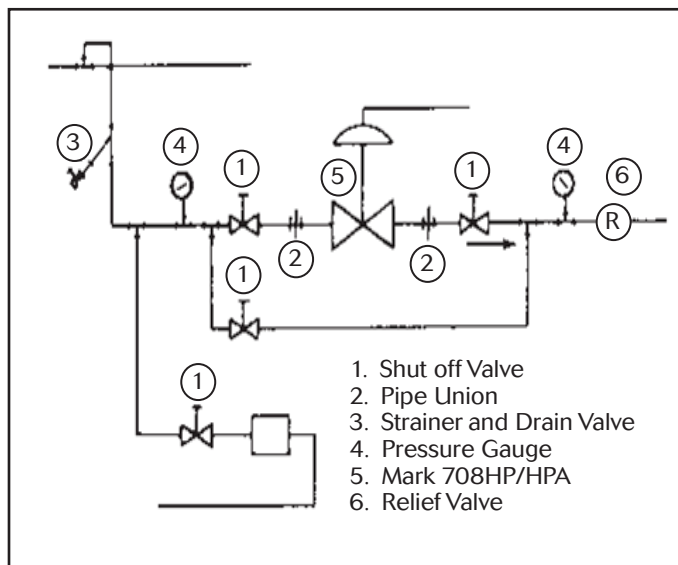 3
4
1
5
1
4
6
R
2
2
1
1
1. Shut off Valve
2. Pipe Union
3. Strainer and Drain Valve
4. Pressure Gauge
5. Mark 708HP/HPA
6. Relief Valve